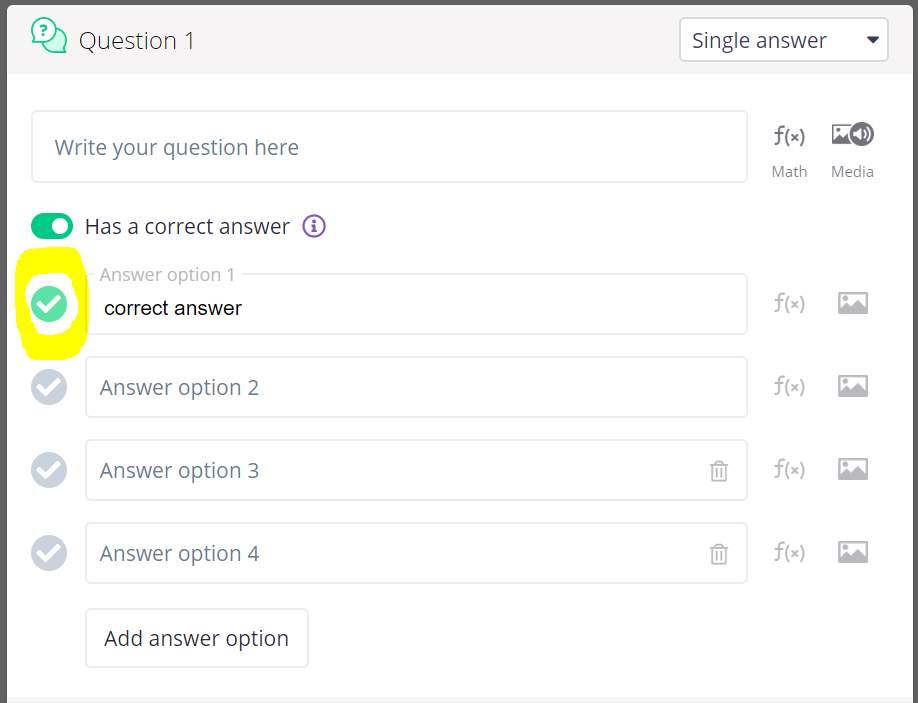 Question 1
Single answer
Write your question here
f(x)
Math
Media
Has a correct answer
Answer option 1
correct answer
f(x)
Answer option 2
f(x)
Answer option 3
f(x)
Answer option 4
f(x)
Add answer option